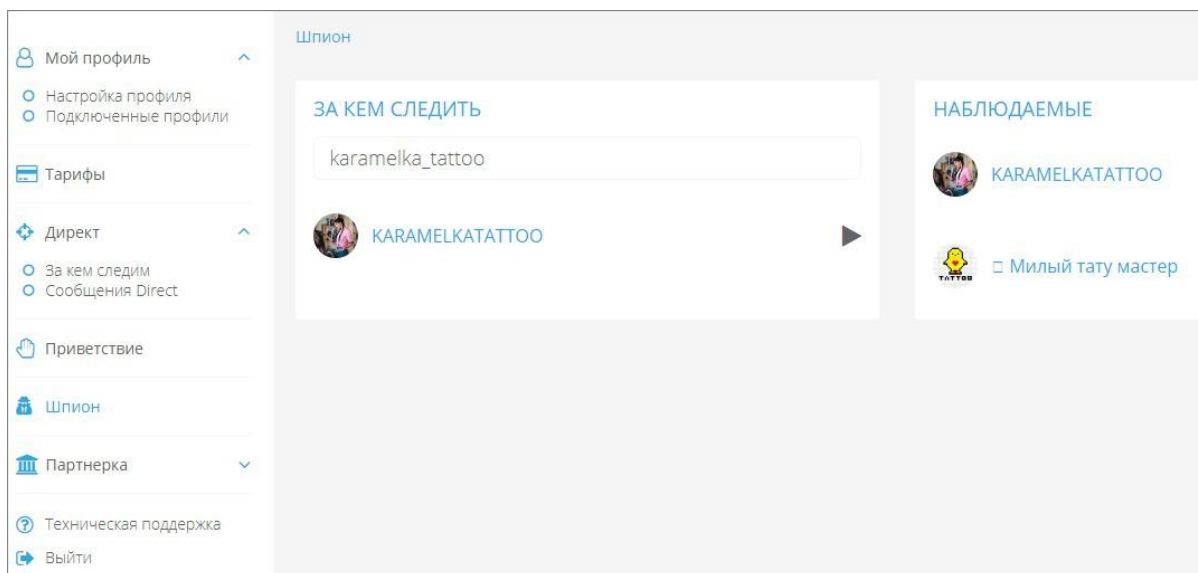 Мой профиль
Настройка профиля
Подключенные профили
Тарифы
Директ
За кем следим
Сообщения Direct
Приветствие
Шпион
Партнерка
Техническая поддержка
Выйти
Шпион
ЗА КЕМ СЛЕДИТЬ
karamelka_tattoo
KARAMELKATATTOO
НАБЛЮДАЕМЫЕ
KARAMELKATATTOO
TATTOO
□ Милый тату мастер